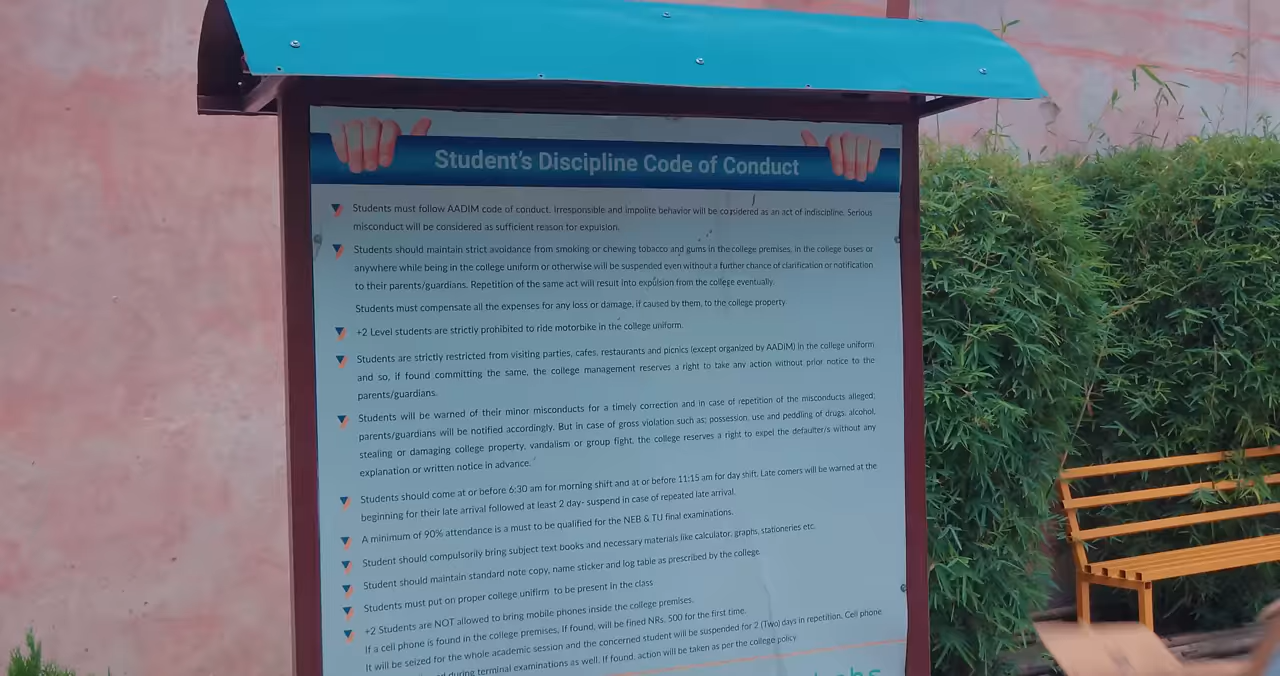 Student's Discipline Code of Conduct
Students must follow AADIM code of conduct. Irresponsible and impolite behavior will be considered as an act of indiscipline. Serious
misconduct will be considered as sufficient reason for expulsion.
Students should maintain strict avoidance from smoking or chewing tobacco and gums in the college premises, in the college buses or
anywhere while being in the college uniform or otherwise will be suspended even without a further chance of clarification or notification
to their parents/guardians. Repetition of the same act will result into expulsion from the college eventually.
Students must compensate all the expenses for any loss or damage, if caused by them, to the college property
+2 Level students are strictly prohibited to ride motorbike in the college uniform.
Students are strictly restricted from visiting parties, cafes, restaurants and picnics (except organized by AADIM) in the college uniform
and so, if found committing the same, the college management reserves a right to take any action without prior notice to the
parents/guardians.
Students will be warned of their minor misconducts for a timely correction and in case of repetition of the misconducts alleged,
parents/guardians will be notified accordingly. But in case of gross violation such as; possession, use and peddling of drugs, alcohol,
stealing or damaging college property, vandalism or group fight, the college reserves a right to expel the defaulter/s without any
explanation or written notice in advance.
Students should come at or before 6:30 am for morning shift and at or before 11:15 am for day shift. Late comers will be warned at the
beginning for their late arrival followed at least 2 day- suspend in case of repeated late arrival.
A minimum of 90% attendance is a must to be qualified for the NEB & TU final examinations.
Student should compulsorily bring subject text books and necessary materials like calculator, graphs, stationeries etc.
Student should maintain standard note copy, name sticker and log table as prescribed by the college.
Students must put on proper college unifirm to be present in the class
+2 Students are NOT allowed to bring mobile phones inside the college premises.
If a cell phone is found in the college premises. If found, will be fined NRs. 500 for the first time.
It will be seized for the whole academic session and the concerned student will be suspended for 2 (Two) days in repetition. Cell phone
during terminal examinations as well. If found, action will be taken as per the college policy.